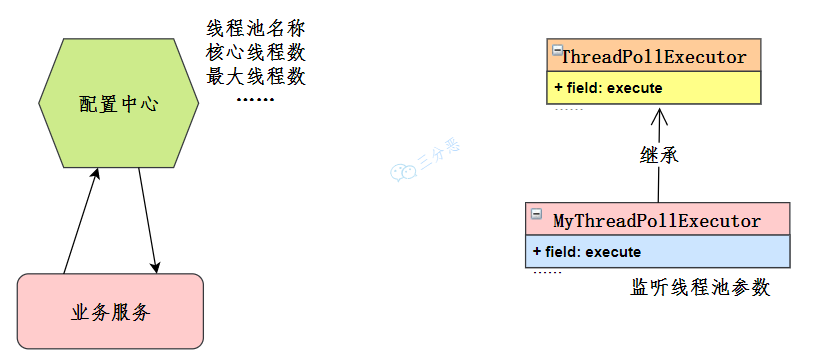 线程池名称
核心线程数
最大线程数
……
配置中心
业务服务
三分恶
ThreadPollExecutor
+ field: execute
......
继承
MyThreadPollExecutor
+ field: execute
......
监听线程池参数